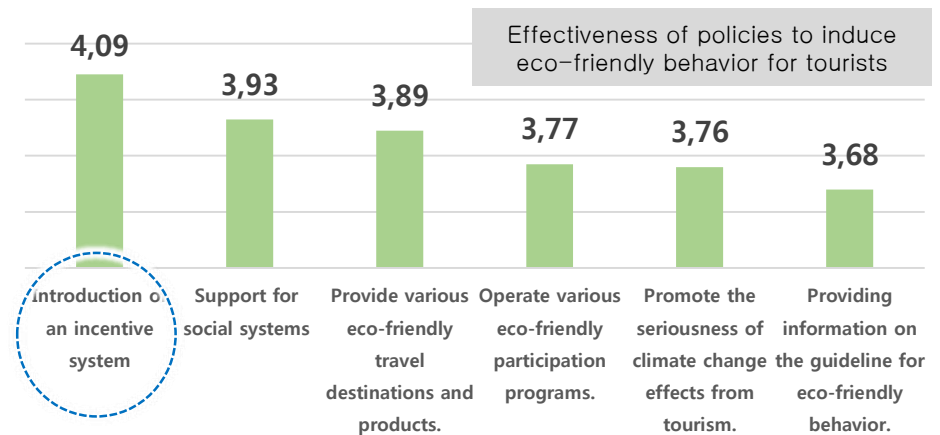 Effectiveness of policies to induce
eco-friendly behavior for tourists
4,09
3,93
3,89
3,77
3,76
3,68
Introduction o
an incentive
system
Support for
social systems
Provide various
eco-friendly
travel
destinations and
products.
Operate various
eco-friendly
participation
programs.
Promote the
seriousness of
climate change
effects from
tourism.
Providing
information on
the guideline for
eco-friendly
behavior.